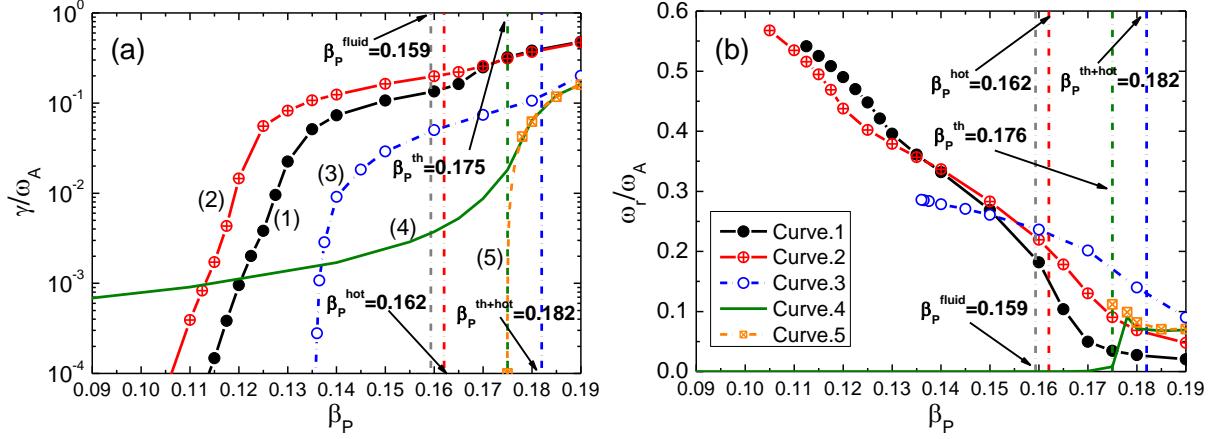 (a)
β_P^fluid=0.159
β_P^th=0.175
(3)
(2)
(1)
(4)
(5)
β_P^hot=0.162
β_P^th+hot=0.182
γ/ω_A
10^0
10^-1
10^-2
10^-3
10^-4
0.09 0.10 0.11 0.12 0.13 0.14 0.15 0.16 0.17 0.18 0.19
β_P
(b)
β_P^hot=0.162
β_P^th+hot=0.182
β_P^th=0.176
Curve.1
Curve.2
Curve.3
Curve.4
Curve.5
β_P^fluid=0.159
ω_r/ω_A
0.6
0.5
0.4
0.3
0.2
0.1
0.0
0.09 0.10 0.11 0.12 0.13 0.14 0.15 0.16 0.17 0.18 0.19
β_P